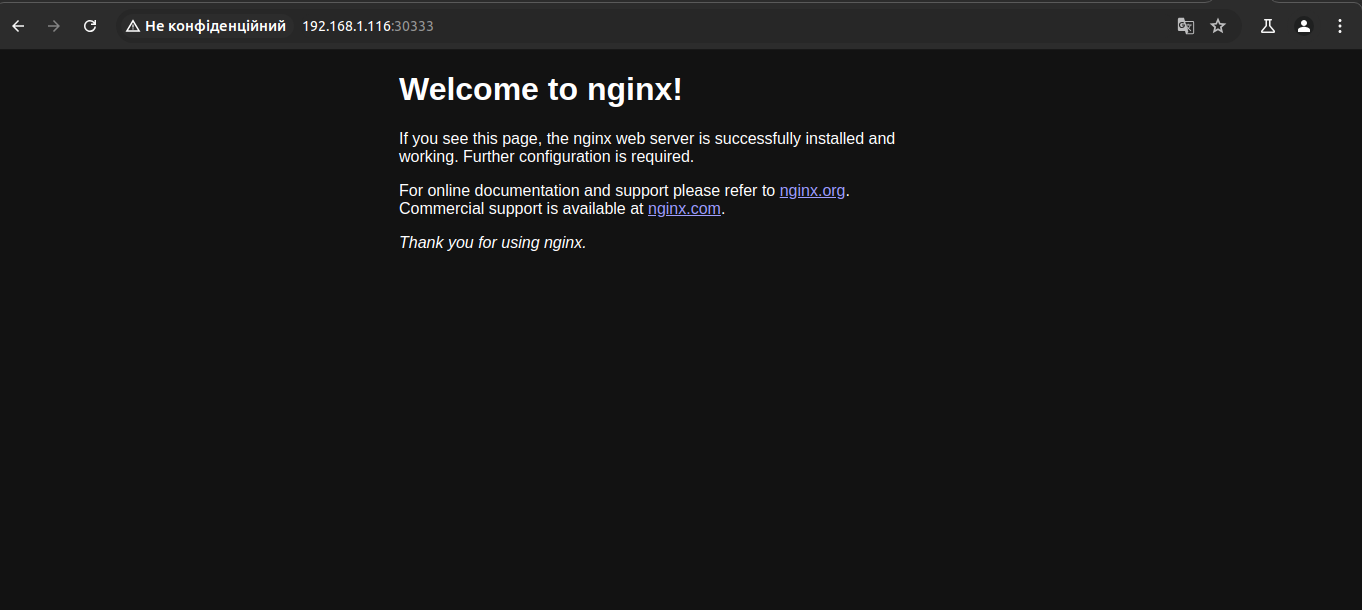 Не конфіденційний 192.168.1.116:30333
Welcome to nginx!
If you see this page, the nginx web server is successfully installed and
working. Further configuration is required.
For online documentation and support please refer to nginx.org.
Commercial support is available at nginx.com.
Thank you for using nginx.